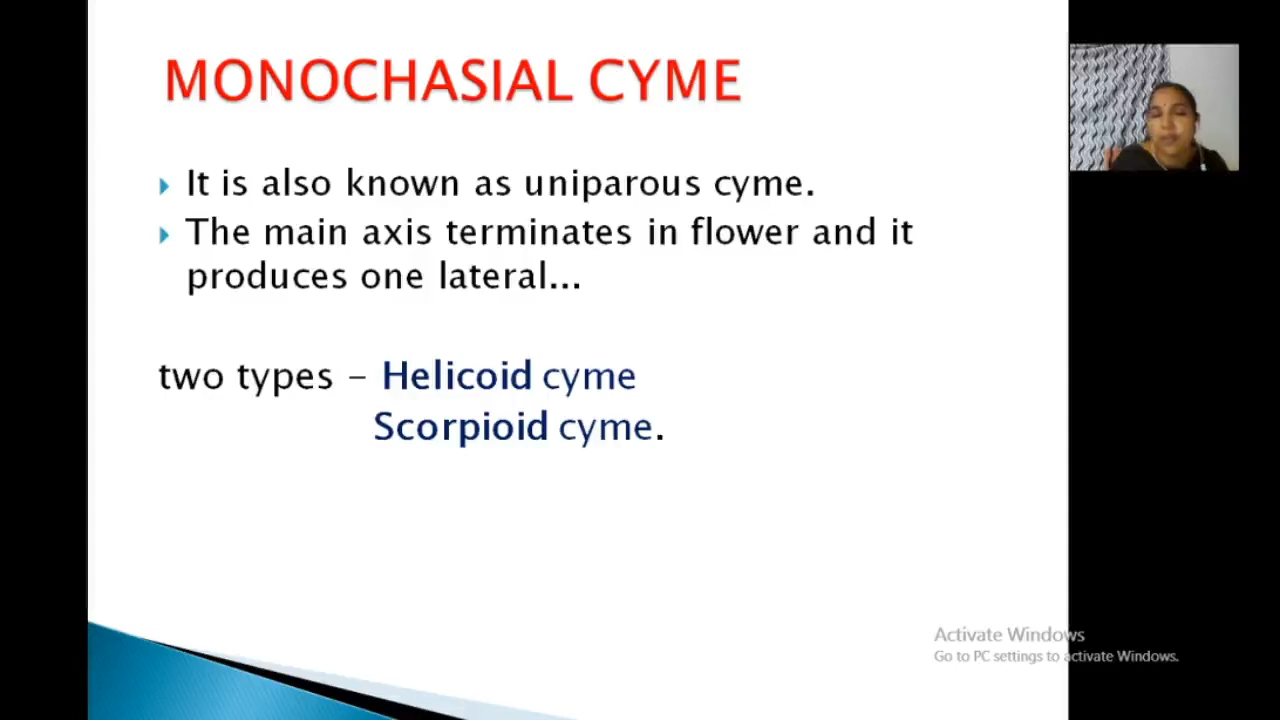 MONOCHASIAL CYME
It is also known as uniparous cyme.
The main axis terminates in flower and it
produces one lateral...
two types - Helicoid cyme
Scorpioid cyme.
Activate Windows
Go to PC settings to activate Windows.